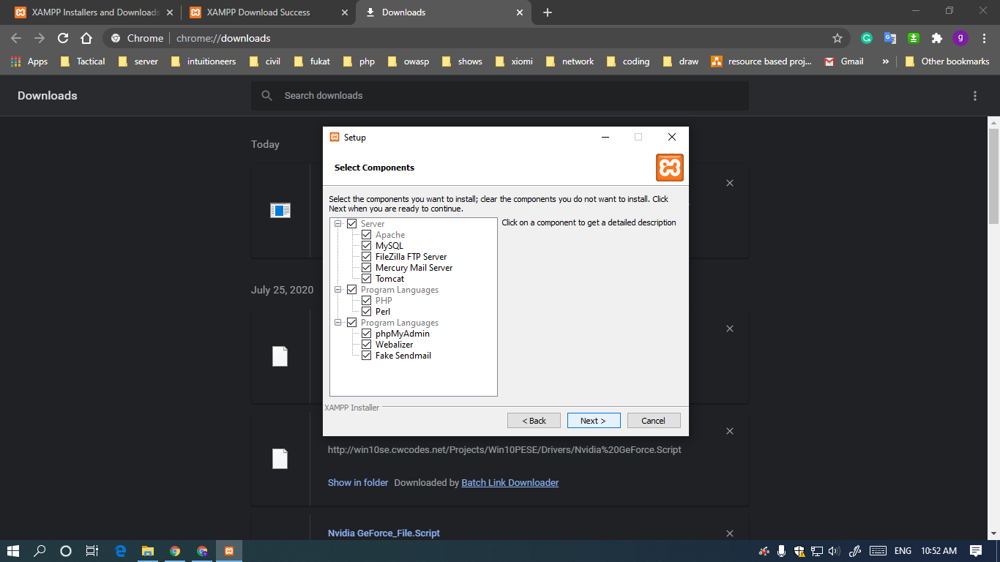 XAMPP Installers and Downloads
XAMPP Download Success
Downloads
Chrome
chrome://downloads
g
Apps
Tactical
server
intuitioneers
civil
fukat
php
owasp
shows
xiomi
network
coding
draw
resource based proj...
Gmail
»
Other bookmarks
Downloads
Search downloads
Today
July 25, 2020
Setup
Select Components
Select the components you want to install; clear the components you do not want to install. Click
Next when you are ready to continue.
Server
Apache
MySQL
FileZilla FTP Server
Mercury Mail Server
Tomcat
Program Languages
PHP
Perl
Program Languages
phpMyAdmin
Webalizer
Fake Sendmail
Click on a component to get a detailed description
XAMPP Installer
< Back
Next >
Cancel
http://win10se.cwcodes.net/Projects/Win10PESE/Drivers/Nvidia%20GeForce.Script
Show in folder Downloaded by Batch Link Downloader
Nvidia GeForce_File.Script
ENG
10:52 AM